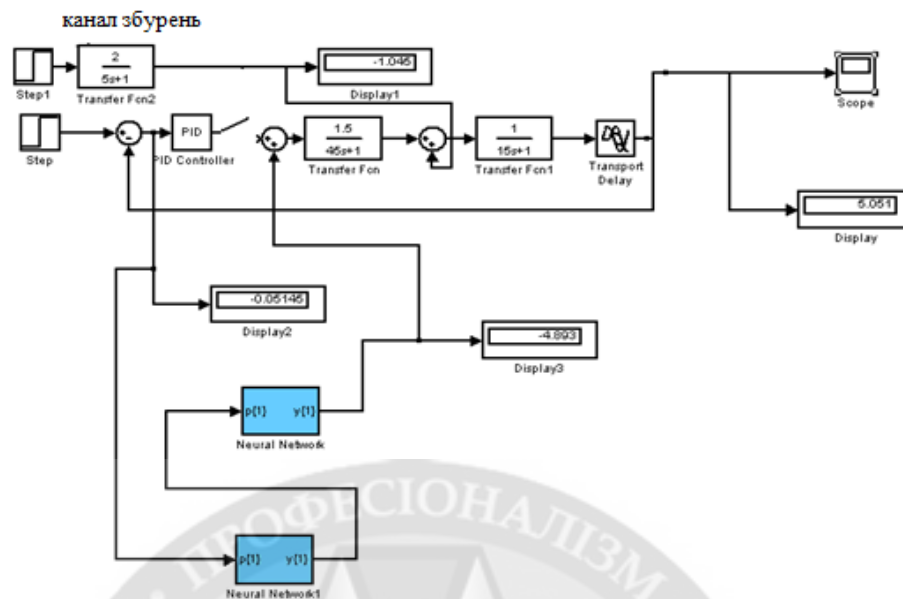 канал збурень
2
5s+1
Step1
Transfer Fcn2
-1.045
Display1
Scope
Step
PID
PID Controller
1.5
45s+1
Transfer Fcn
1
15s+1
Transfer Fcn1
Transport
Delay
5.051
Display
-0.05145
Display2
-4.893
Display3
p{1} y{1}
Neural Network
p{1} y{1}
Neural Network1
ПРОФЕСІОНАЛІЗМ